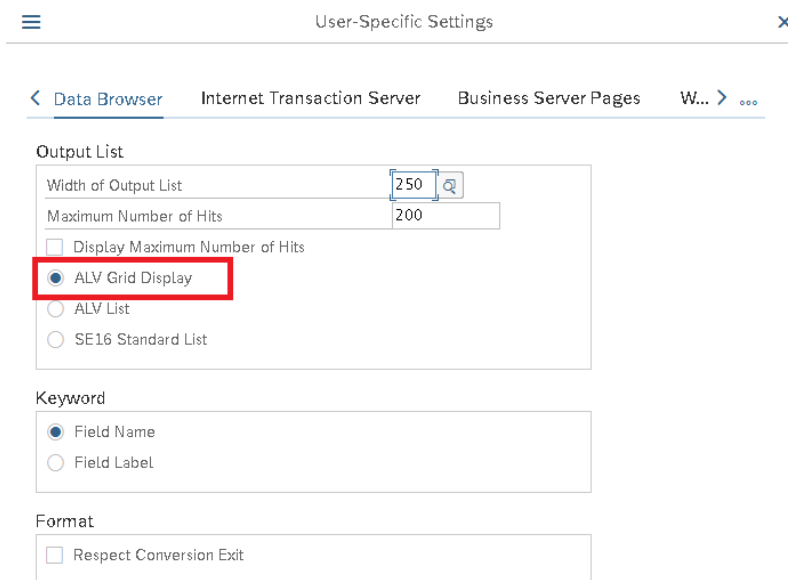 User-Specific Settings
Data Browser Internet Transaction Server Business Server Pages W...
Output List
Width of Output List 250
Maximum Number of Hits 200
Display Maximum Number of Hits
ALV Grid Display
ALV List
SE16 Standard List
Keyword
Field Name
Field Label
Format
Respect Conversion Exit